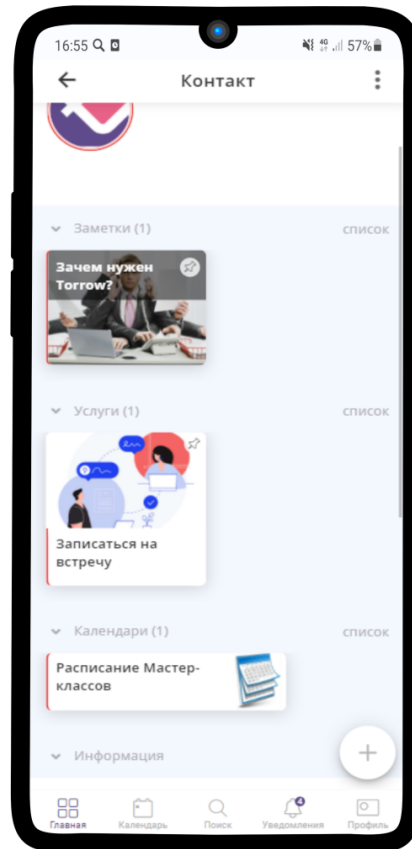 16:55
4G
57%
Контакт
Заметки (1)
список
Зачем нужен
Torrow?
Услуги (1)
список
Записаться на
встречу
Календари (1)
список
Расписание Мастер-
классов
Информация
4
Главная
Календарь
Поиск
Уведомления
Профиль